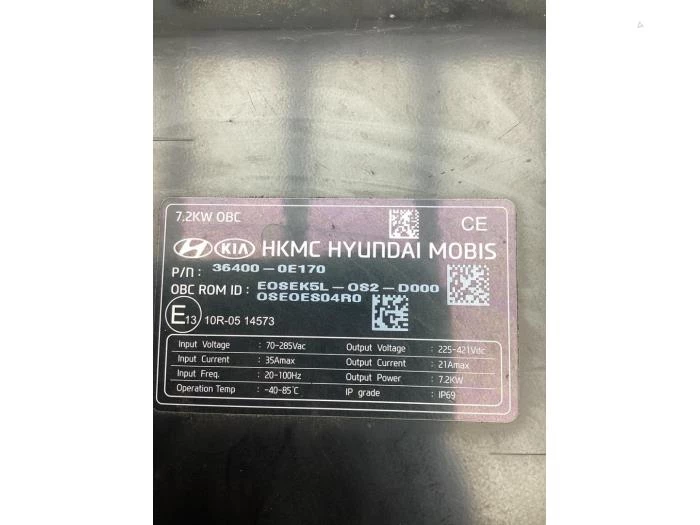 7.2KW OBC
CE
KIA HKMC HYUNDAI MOBIS
P/n : 36400-0E170
OBC ROM ID : EOSEK5L-OS2-D000
OSEOES04R0
E13 10R-05 14573
Input Voltage : 70-285Vac Output Voltage : 225-421Vdc
Input Current : 35Amax Output Current : 21Amax
Input Freq. : 20-100Hz Output Power : 7.2KW
Operation Temp : -40-85℃ IP grade : IP69